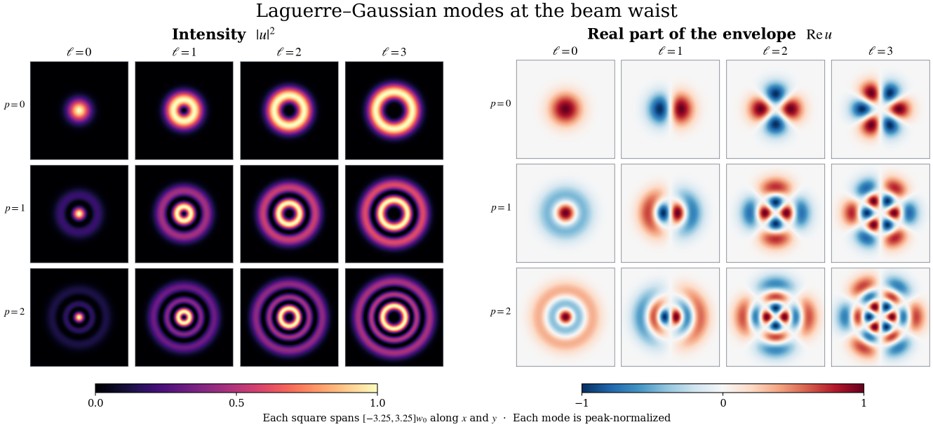 Laguerre–Gaussian modes at the beam waist
Intensity |u|²
ℓ=0 ℓ=1 ℓ=2 ℓ=3
p=0
p=1
p=2
0.0 0.5 1.0
Real part of the envelope Re u
ℓ=0 ℓ=1 ℓ=2 ℓ=3
p=0
p=1
p=2
−1 0 1
Each square spans [−3.25, 3.25]w₀ along x and y · Each mode is peak-normalized